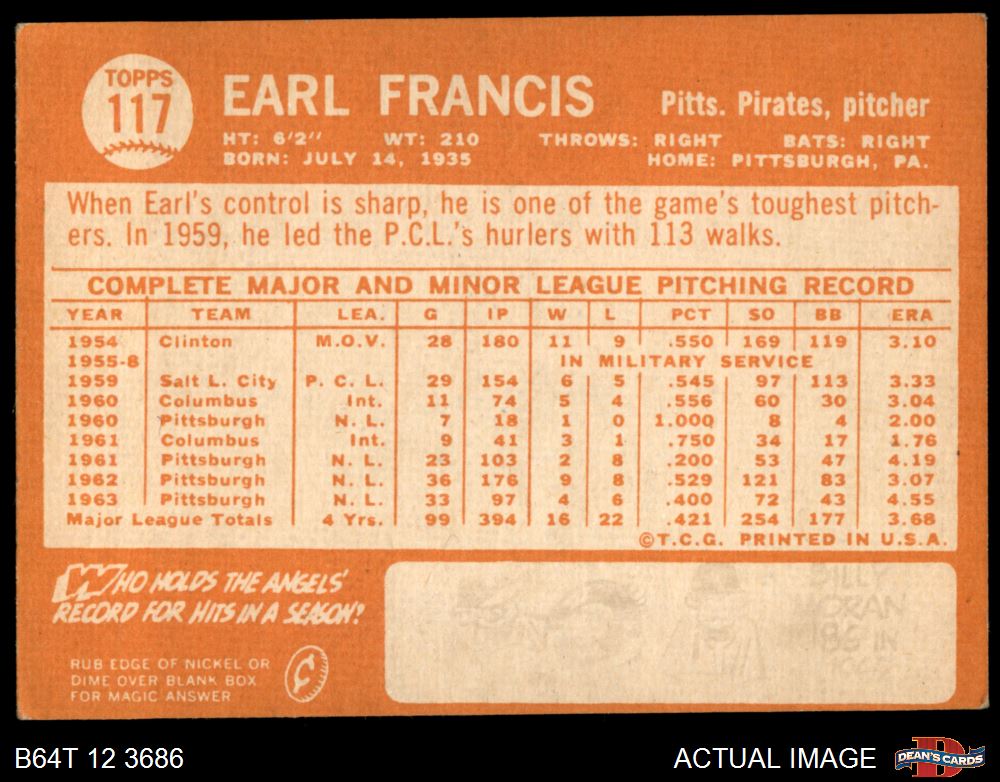 TOPPS
117
EARL FRANCIS
Pitts. Pirates, pitcher
HT: 6'2" WT: 210 THROWS: RIGHT BATS: RIGHT
BORN: JULY 14, 1935 HOME: PITTSBURGH, PA.
When Earl's control is sharp, he is one of the game's toughest pitch-
ers. In 1959, he led the P.C.L.'s hurlers with 113 walks.
COMPLETE MAJOR AND MINOR LEAGUE PITCHING RECORD
YEAR TEAM LEA. G IP W L PCT SO BB ERA
1954 Clinton M.O.V. 28 180 11 9 .550 169 119 3.10
1955-8 IN MILITARY SERVICE
1959 Salt L. City P. C. L. 29 154 6 5 .545 97 113 3.33
1960 Columbus Int. 11 74 5 4 .556 60 30 3.04
1960 Pittsburgh N. L. 7 18 1 0 1.000 8 4 2.00
1961 Columbus Int. 9 41 3 1 .750 34 17 1.76
1961 Pittsburgh N. L. 23 103 2 8 .200 53 47 4.19
1962 Pittsburgh N. L. 36 176 9 8 .529 121 83 3.07
1963 Pittsburgh N. L. 33 97 4 6 .400 72 43 4.55
Major League Totals 4 Yrs. 99 394 16 22 .421 254 177 3.68
©T.C.G. PRINTED IN U.S.A.
WHO HOLDS THE ANGELS'
RECORD FOR HITS IN A SEASON?
RUB EDGE OF NICKEL OR
DIME OVER BLANK BOX
FOR MAGIC ANSWER
BILLY
MORAN
186 IN
B64T 12 3686
ACTUAL IMAGE
DEAN'S CARDS